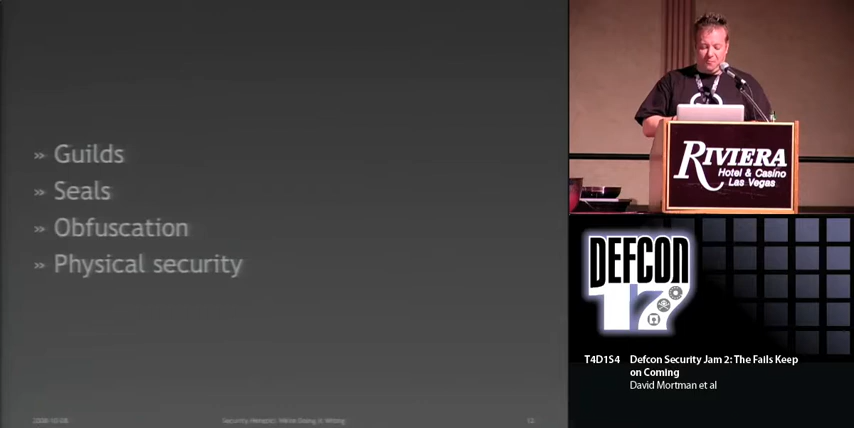 » Guilds
» Seals
» Obfuscation
» Physical security
RIVIERA
Hotel & Casino
Las Vegas
DEFCON
17
T4D1S4 Defcon Security Jam 2: The Fails Keep
on Coming
David Mortman et al